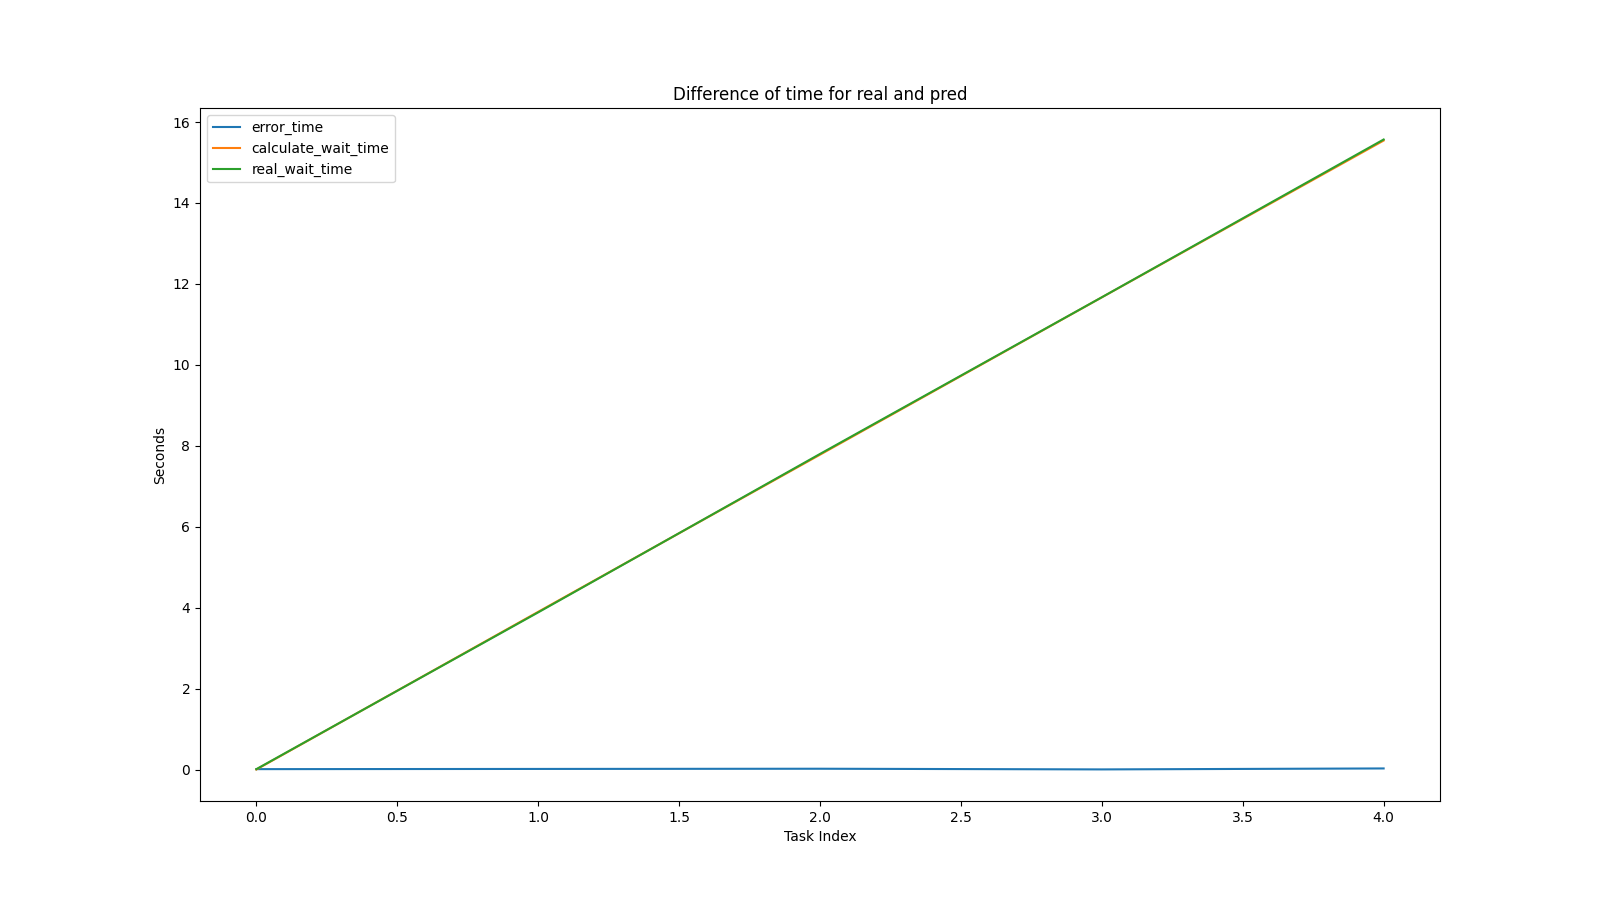 Difference of time for real and pred
error_time
calculate_wait_time
real_wait_time
16
14
12
10
8
6
4
2
0
Seconds
0.0 0.5 1.0 1.5 2.0 2.5 3.0 3.5 4.0
Task Index